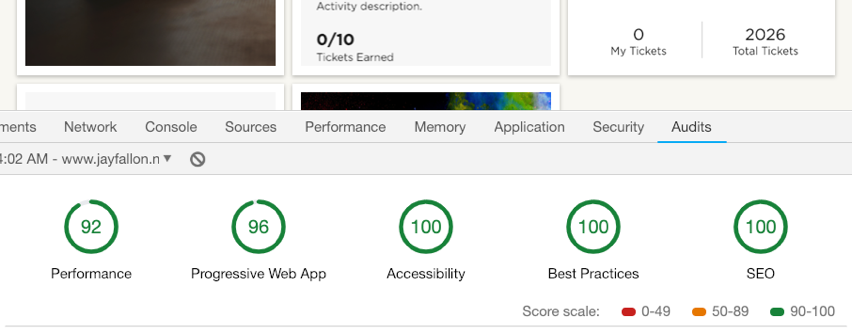 Activity description.
0/10
Tickets Earned
0
My Tickets
2026
Total Tickets
ments Network Console Sources Performance Memory Application Security Audits
4:02 AM - www.jayfallon.n
92
Performance
96
Progressive Web App
100
Accessibility
100
Best Practices
100
SEO
Score scale: 0-49 50-89 90-100